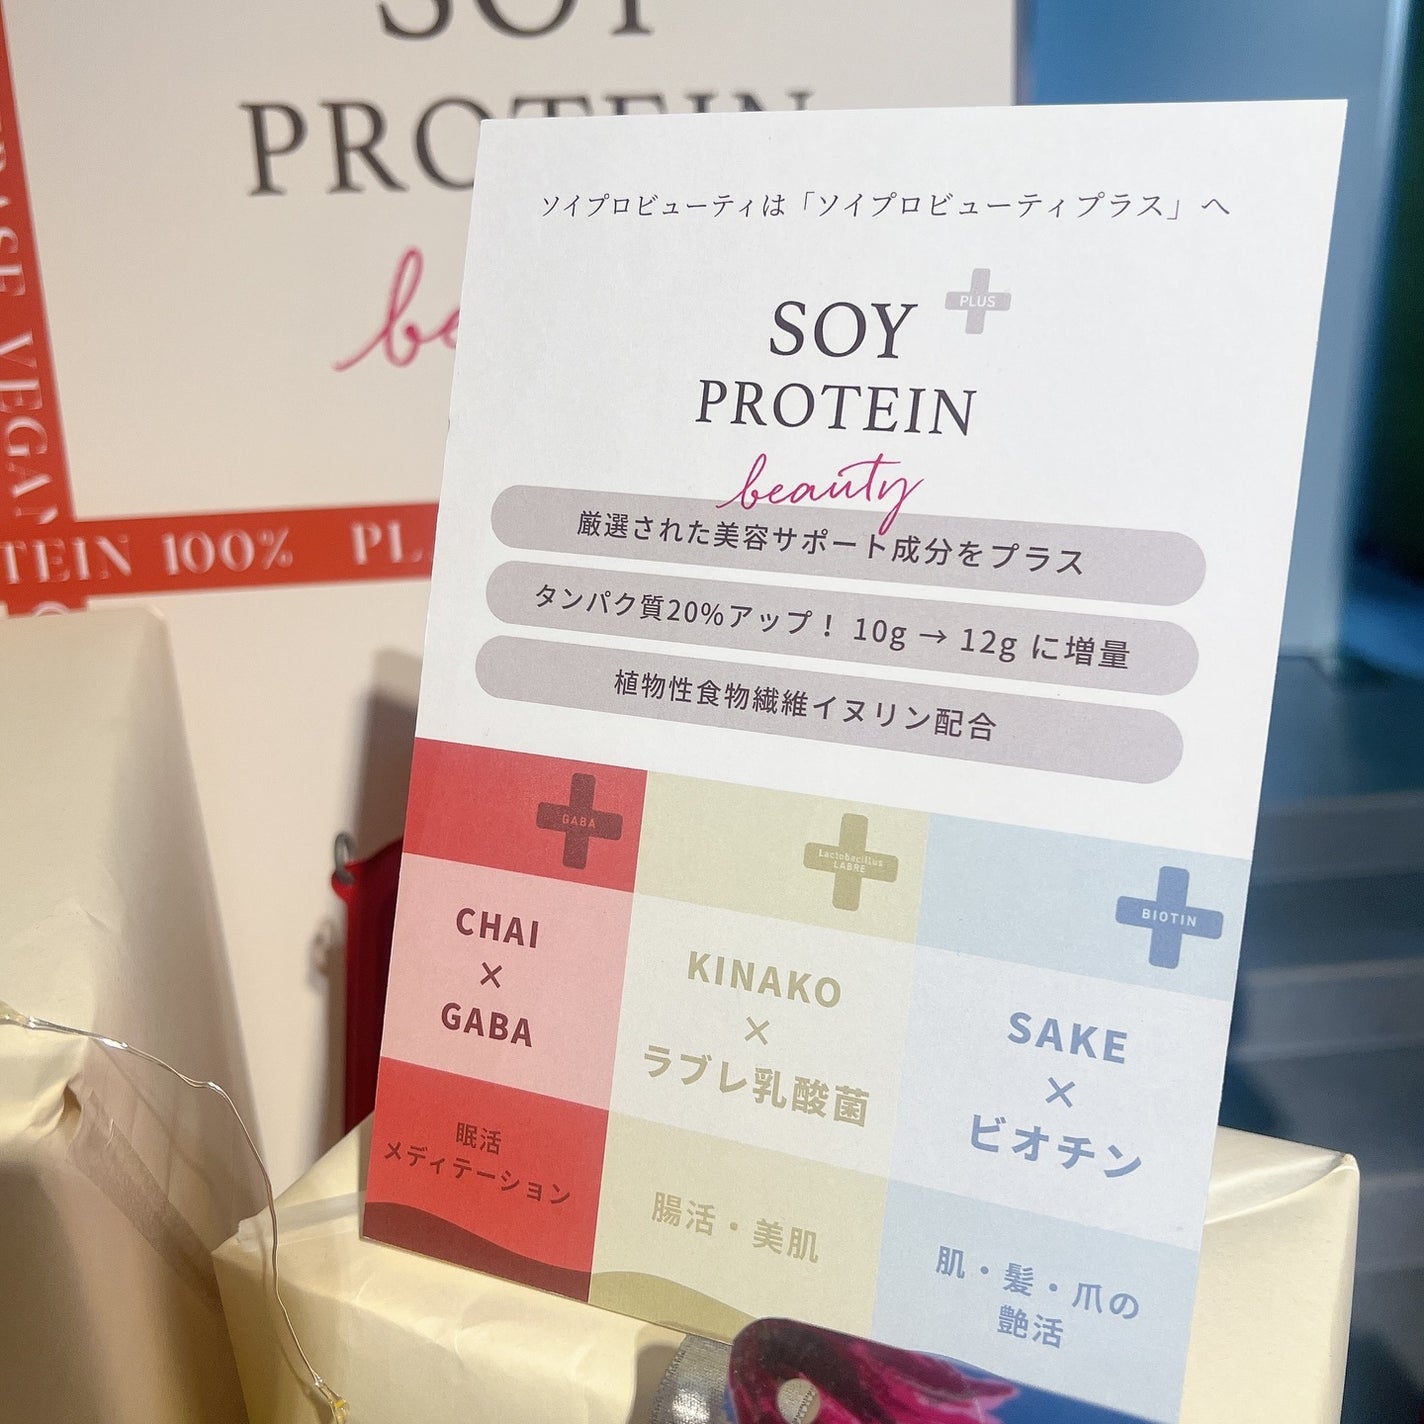 SOY
PROTEIN
be
ERASE VEGAN
TEIN 100% PL
ソイプロビューティは「ソイプロビューティプラス」へ
SOY
PLUS
PROTEIN
beauty
厳選された美容サポート成分をプラス
タンパク質20%アップ！ 10g → 12g に増量
植物性食物繊維イヌリン配合
GABA
CHAI
×
GABA
眠活
メディテーション
Lactobacillus
LABRE
KINAKO
×
ラブレ乳酸菌
腸活・美肌
BIOTIN
SAKE
×
ビオチン
肌・髪・爪の
艶活